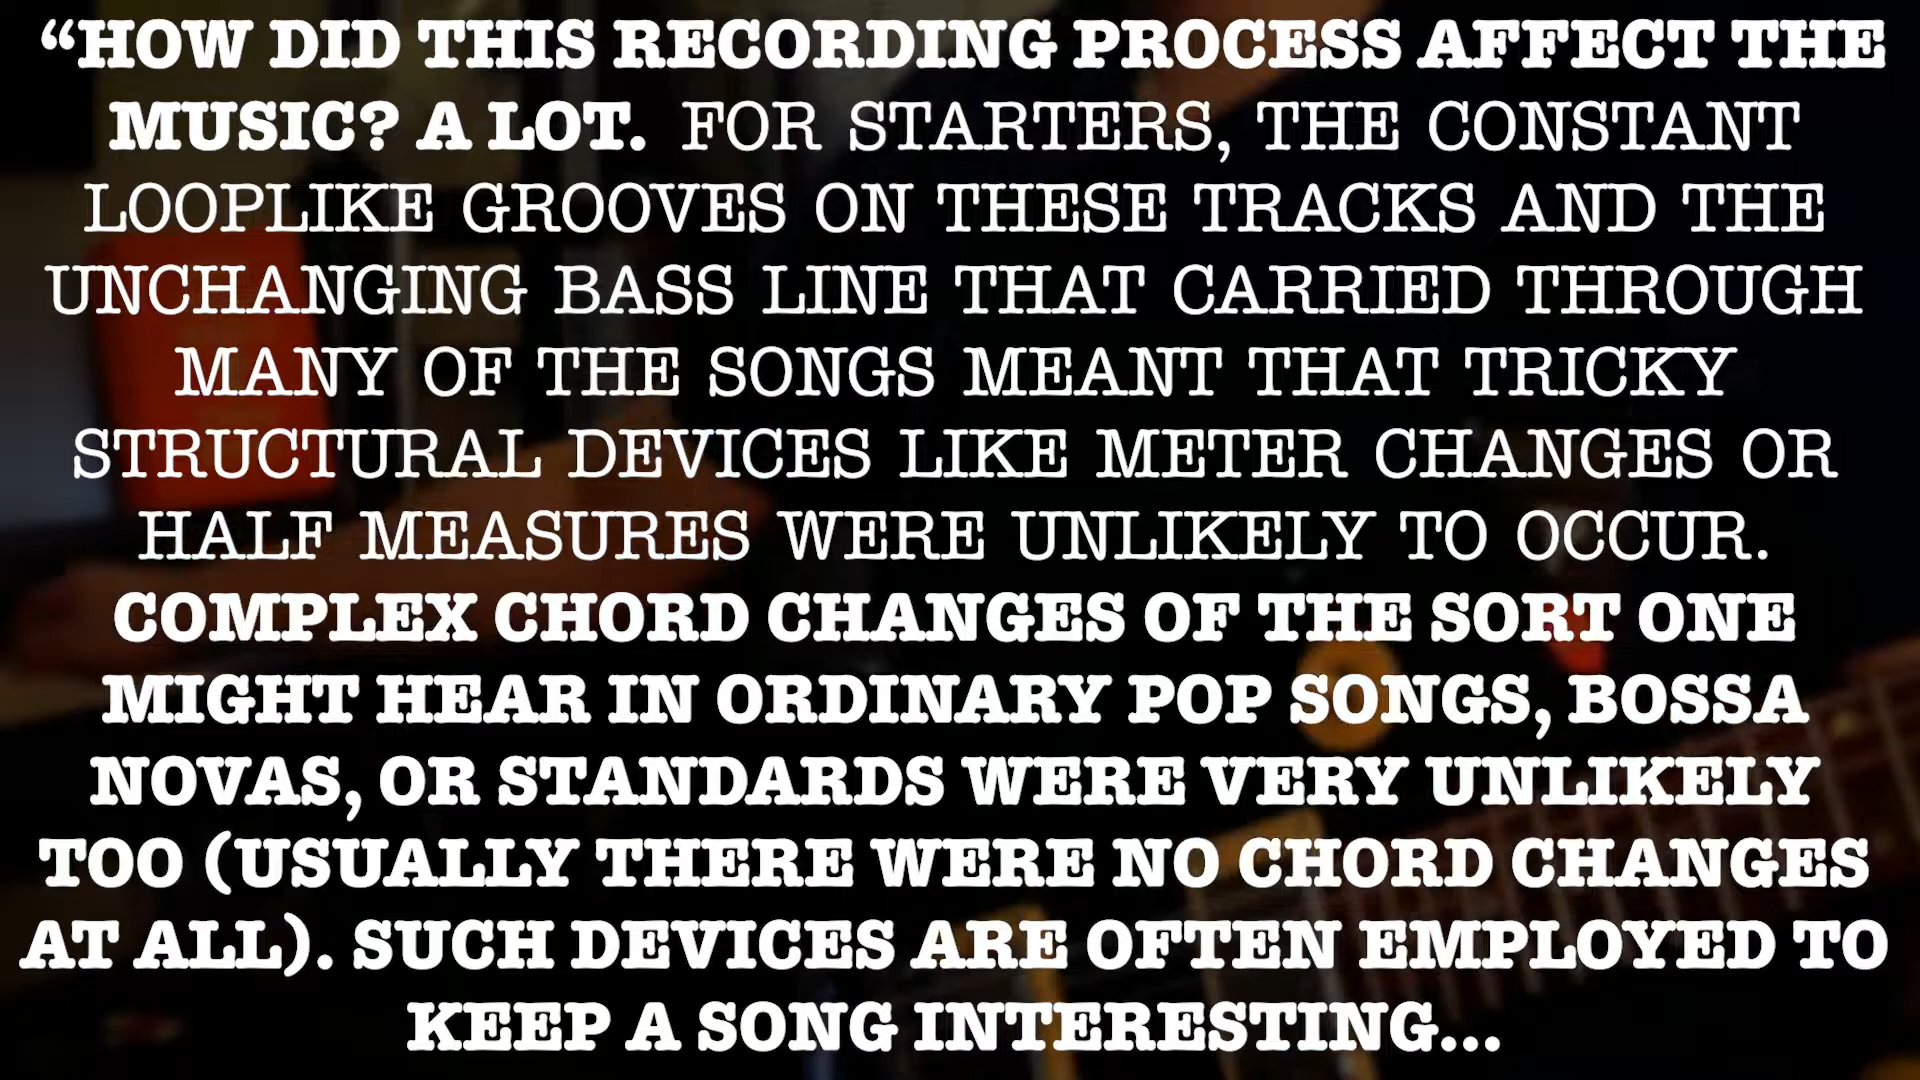 “HOW DID THIS RECORDING PROCESS AFFECT THE
MUSIC? A LOT. FOR STARTERS, THE CONSTANT
LOOPLIKE GROOVES ON THESE TRACKS AND THE
UNCHANGING BASS LINE THAT CARRIED THROUGH
MANY OF THE SONGS MEANT THAT TRICKY
STRUCTURAL DEVICES LIKE METER CHANGES OR
HALF MEASURES WERE UNLIKELY TO OCCUR.
COMPLEX CHORD CHANGES OF THE SORT ONE
MIGHT HEAR IN ORDINARY POP SONGS, BOSSA
NOVAS, OR STANDARDS WERE VERY UNLIKELY
TOO (USUALLY THERE WERE NO CHORD CHANGES
AT ALL). SUCH DEVICES ARE OFTEN EMPLOYED TO
KEEP A SONG INTERESTING...